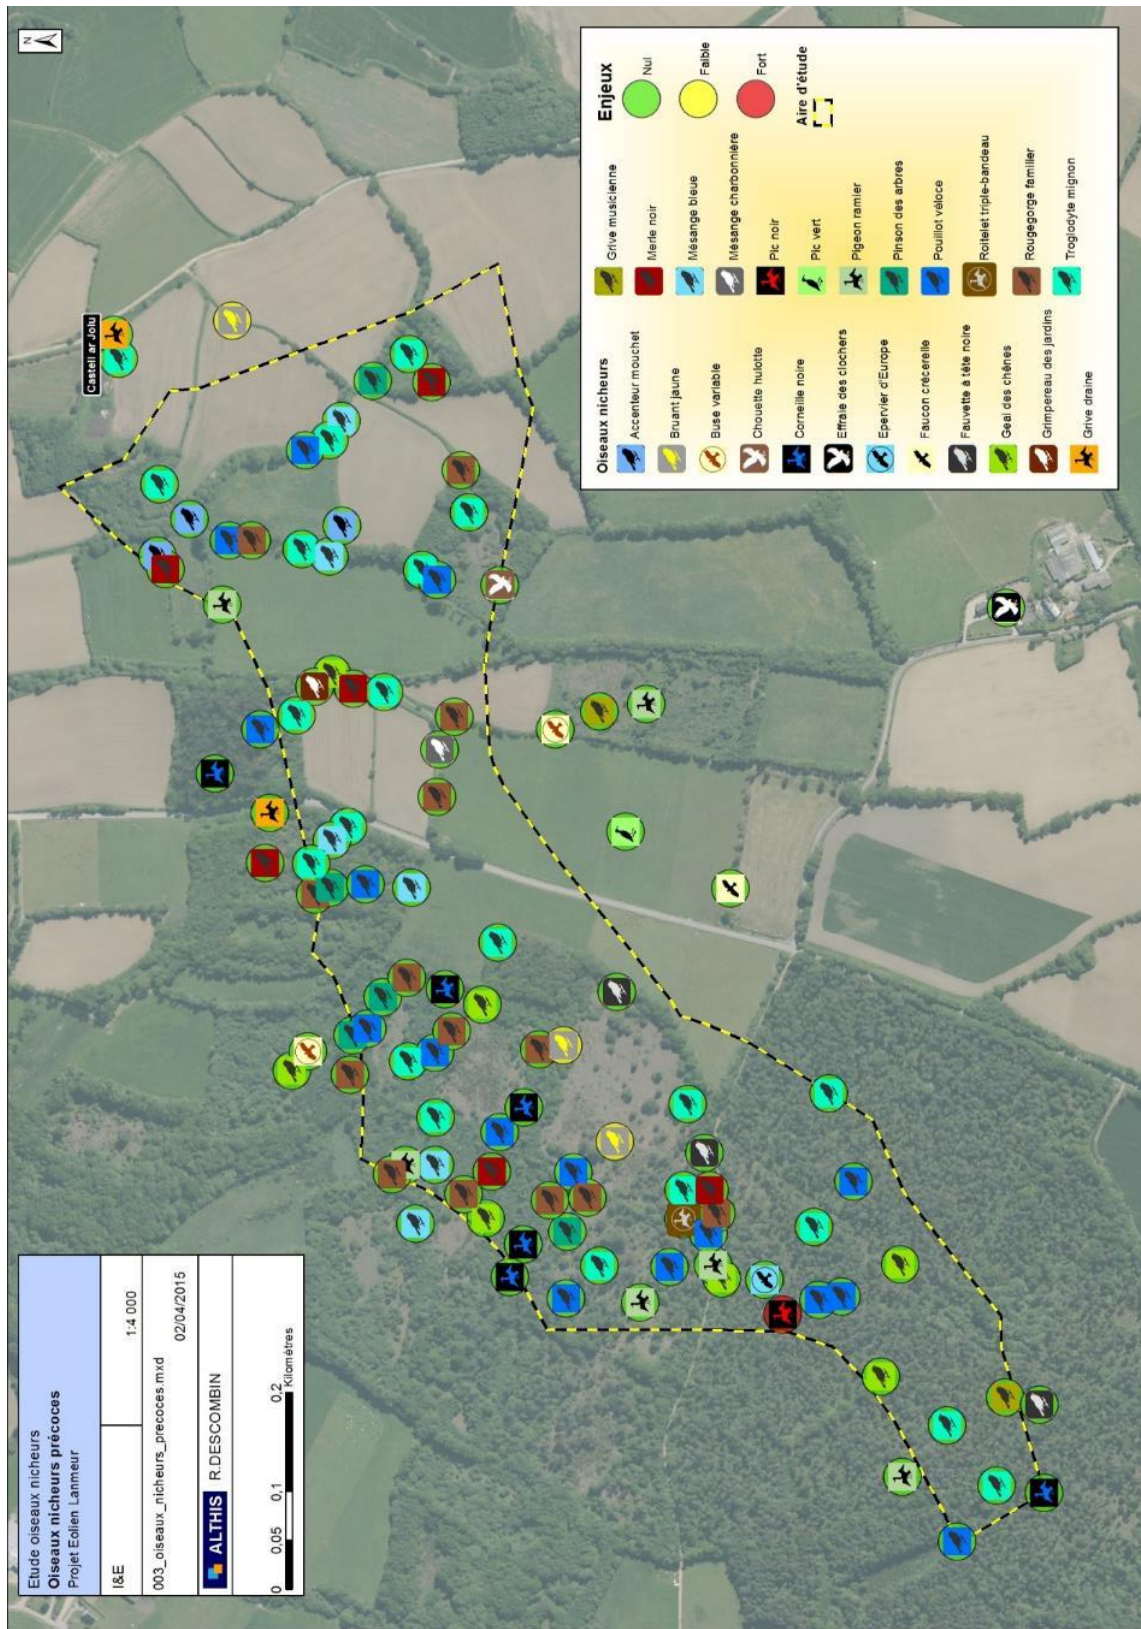 Etude oiseaux nicheurs
Oiseaux nicheurs précoces
Projet Eolien Lanmeur
I&E
1:4 000
003_oiseaux_nicheurs_precoces.mxd
02/04/2015
ALTHIS R.DESCOMBIN
0 0,05 0,1 0,2
Kilomètres
Castell ar Jolu
N
Oiseaux nicheurs
Accenteur mouchet
Bruant jaune
Buse variable
Chouette hulotte
Corneille noire
Effraie des clochers
Epervier d'Europe
Faucon crécerelle
Fauvette à tête noire
Geai des chênes
Grimpereau des jardins
Grive draine
Grive musicienne
Merle noir
Mésange bleue
Mésange charbonnière
Pic noir
Pic vert
Pigeon ramier
Pinson des arbres
Pouillot véloce
Roitelet triple-bandeau
Rougegorge familier
Troglodyte mignon
Enjeux
Nul
Faible
Fort
Aire d'étude